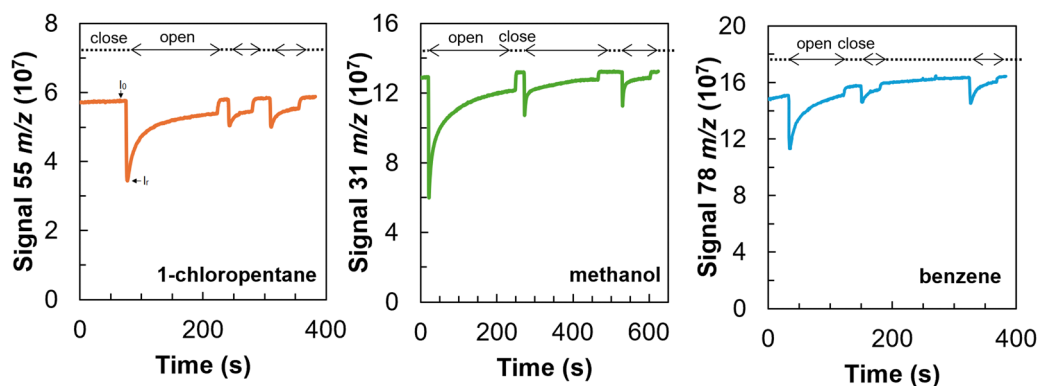 Signal 55 m/z (10⁷)
8
6
4
2
0
close
open
I₀
Iᵣ
1-chloropentane
0
200
400
Time (s)
Signal 31 m/z (10⁷)
16
12
8
4
0
open
close
methanol
0
200
400
600
Time (s)
Signal 78 m/z (10⁷)
20
16
12
8
4
0
open
close
benzene
0
200
400
Time (s)